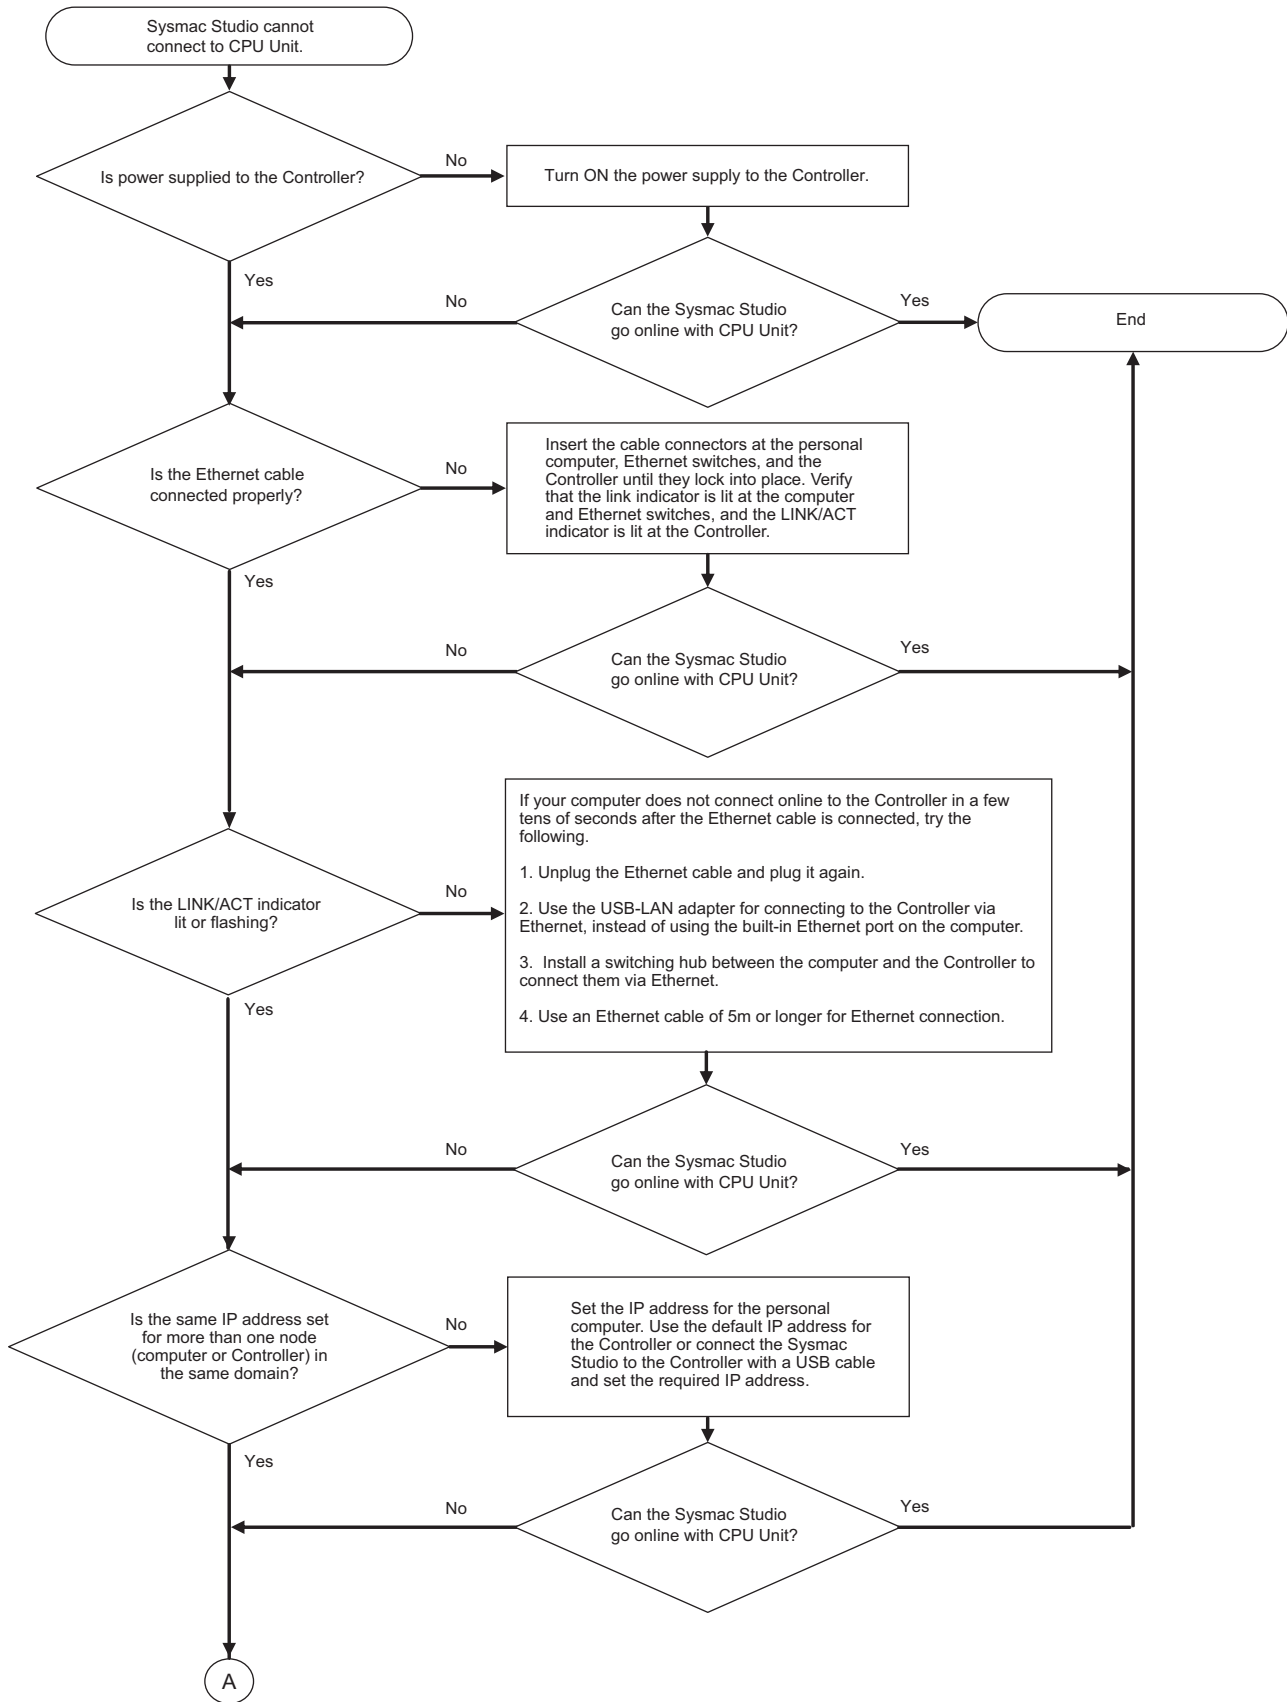 Sysmac Studio cannot
connect to CPU Unit.
Is power supplied to the Controller?
No
Turn ON the power supply to the Controller.
Yes
No
Can the Sysmac Studio
go online with CPU Unit?
Yes
End
Is the Ethernet cable
connected properly?
No
Insert the cable connectors at the personal
computer, Ethernet switches, and the
Controller until they lock into place. Verify
that the link indicator is lit at the computer
and Ethernet switches, and the LINK/ACT
indicator is lit at the Controller.
Yes
No
Can the Sysmac Studio
go online with CPU Unit?
Yes
Is the LINK/ACT indicator
lit or flashing?
No
If your computer does not connect online to the Controller in a few
tens of seconds after the Ethernet cable is connected, try the
following.
1. Unplug the Ethernet cable and plug it again.
2. Use the USB-LAN adapter for connecting to the Controller via
Ethernet, instead of using the built-in Ethernet port on the computer.
3. Install a switching hub between the computer and the Controller to
connect them via Ethernet.
4. Use an Ethernet cable of 5m or longer for Ethernet connection.
Yes
No
Can the Sysmac Studio
go online with CPU Unit?
Yes
Is the same IP address set
for more than one node
(computer or Controller) in
the same domain?
No
Set the IP address for the personal
computer. Use the default IP address for
the Controller or connect the Sysmac
Studio to the Controller with a USB cable
and set the required IP address.
Yes
No
Can the Sysmac Studio
go online with CPU Unit?
Yes
A